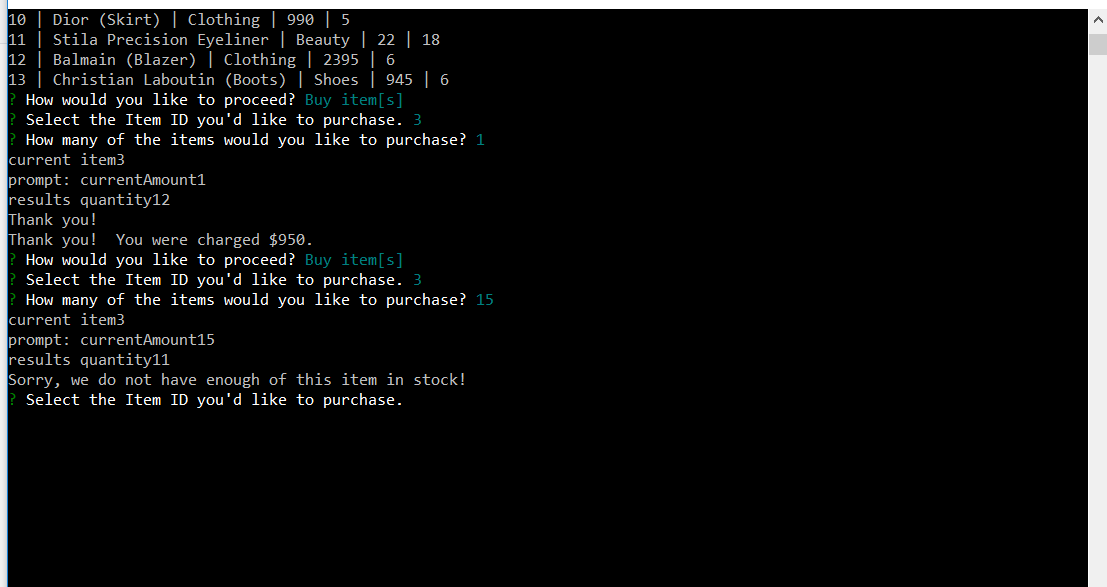 10 | Dior (Skirt) | Clothing | 990 | 5
11 | Stila Precision Eyeliner | Beauty | 22 | 18
12 | Balmain (Blazer) | Clothing | 2395 | 6
13 | Christian Laboutin (Boots) | Shoes | 945 | 6
? How would you like to proceed? Buy item[s]
? Select the Item ID you'd like to purchase. 3
? How many of the items would you like to purchase? 1
current item3
prompt: currentAmount1
results quantity12
Thank you!
Thank you!  You were charged $950.
? How would you like to proceed? Buy item[s]
? Select the Item ID you'd like to purchase. 3
? How many of the items would you like to purchase? 15
current item3
prompt: currentAmount15
results quantity11
Sorry, we do not have enough of this item in stock!
? Select the Item ID you'd like to purchase.